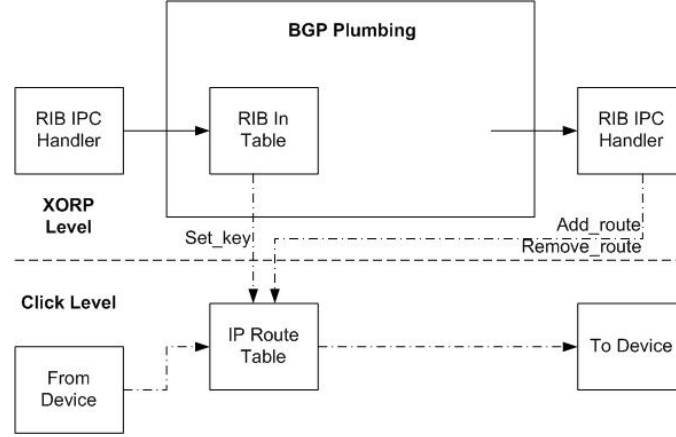 BGP Plumbing
RIB IPC
Handler
RIB In
Table
RIB IPC
Handler
XORP
Level
Set_key
Add_route
Remove_route
Click Level
IP Route
Table
To Device
From
Device